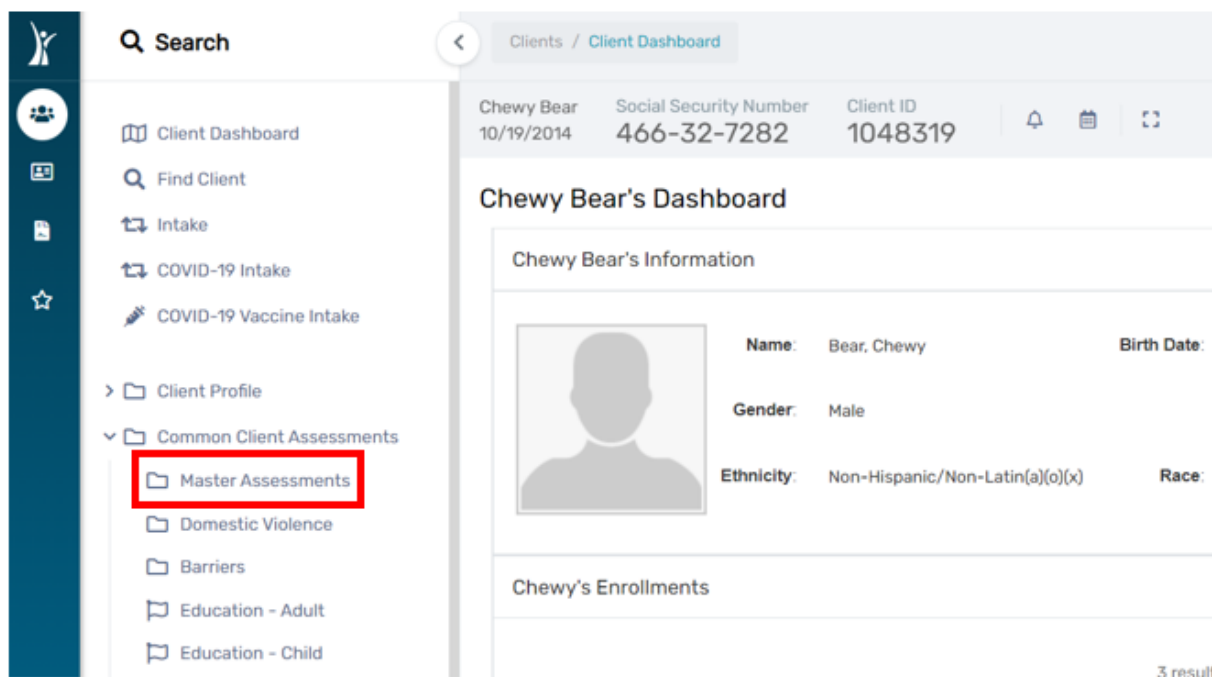 Search
Client Dashboard
Find Client
Intake
COVID-19 Intake
COVID-19 Vaccine Intake
Client Profile
Common Client Assessments
Master Assessments
Domestic Violence
Barriers
Education - Adult
Education - Child
Clients / Client Dashboard
Chewy Bear
10/19/2014
Social Security Number
466-32-7282
Client ID
1048319
Chewy Bear's Dashboard
Chewy Bear's Information
Name: Bear, Chewy Birth Date:
Gender: Male
Ethnicity: Non-Hispanic/Non-Latin(a)(o)(x) Race:
Chewy's Enrollments
3 result